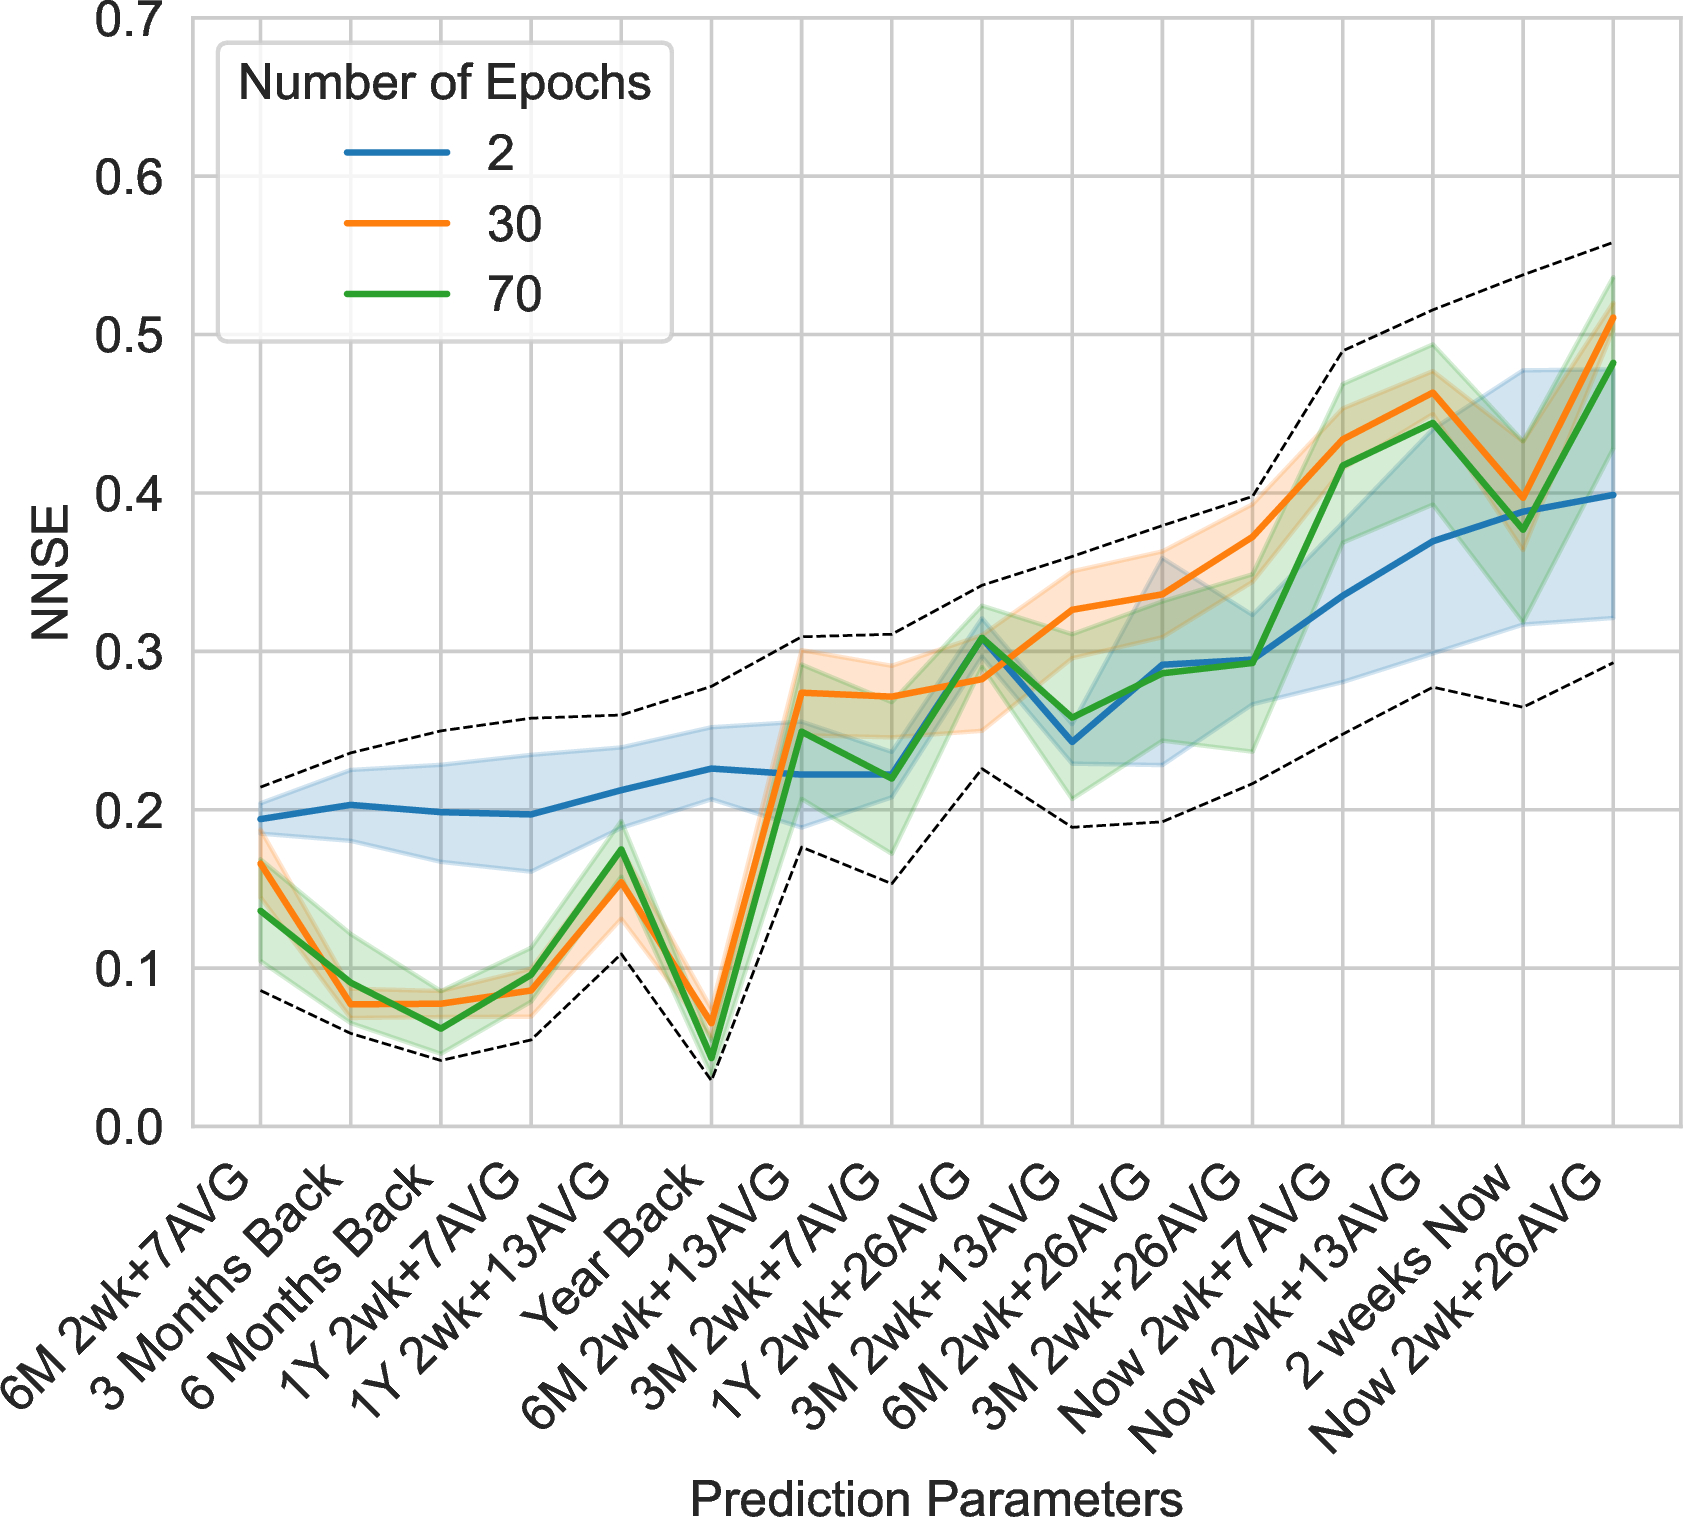 0.7
0.6
0.5
0.4
0.3
0.2
0.1
0.0
NNSE
Number of Epochs
2
30
70
6M 2wk+7AVG
3 Months Back
6 Months Back
1Y 2wk+7AVG
1Y 2wk+13AVG
Year Back
6M 2wk+13AVG
3M 2wk+7AVG
1Y 2wk+26AVG
3M 2wk+13AVG
6M 2wk+26AVG
3M 2wk+26AVG
Now 2wk+7AVG
Now 2wk+13AVG
2 weeks Now
Now 2wk+26AVG
Prediction Parameters